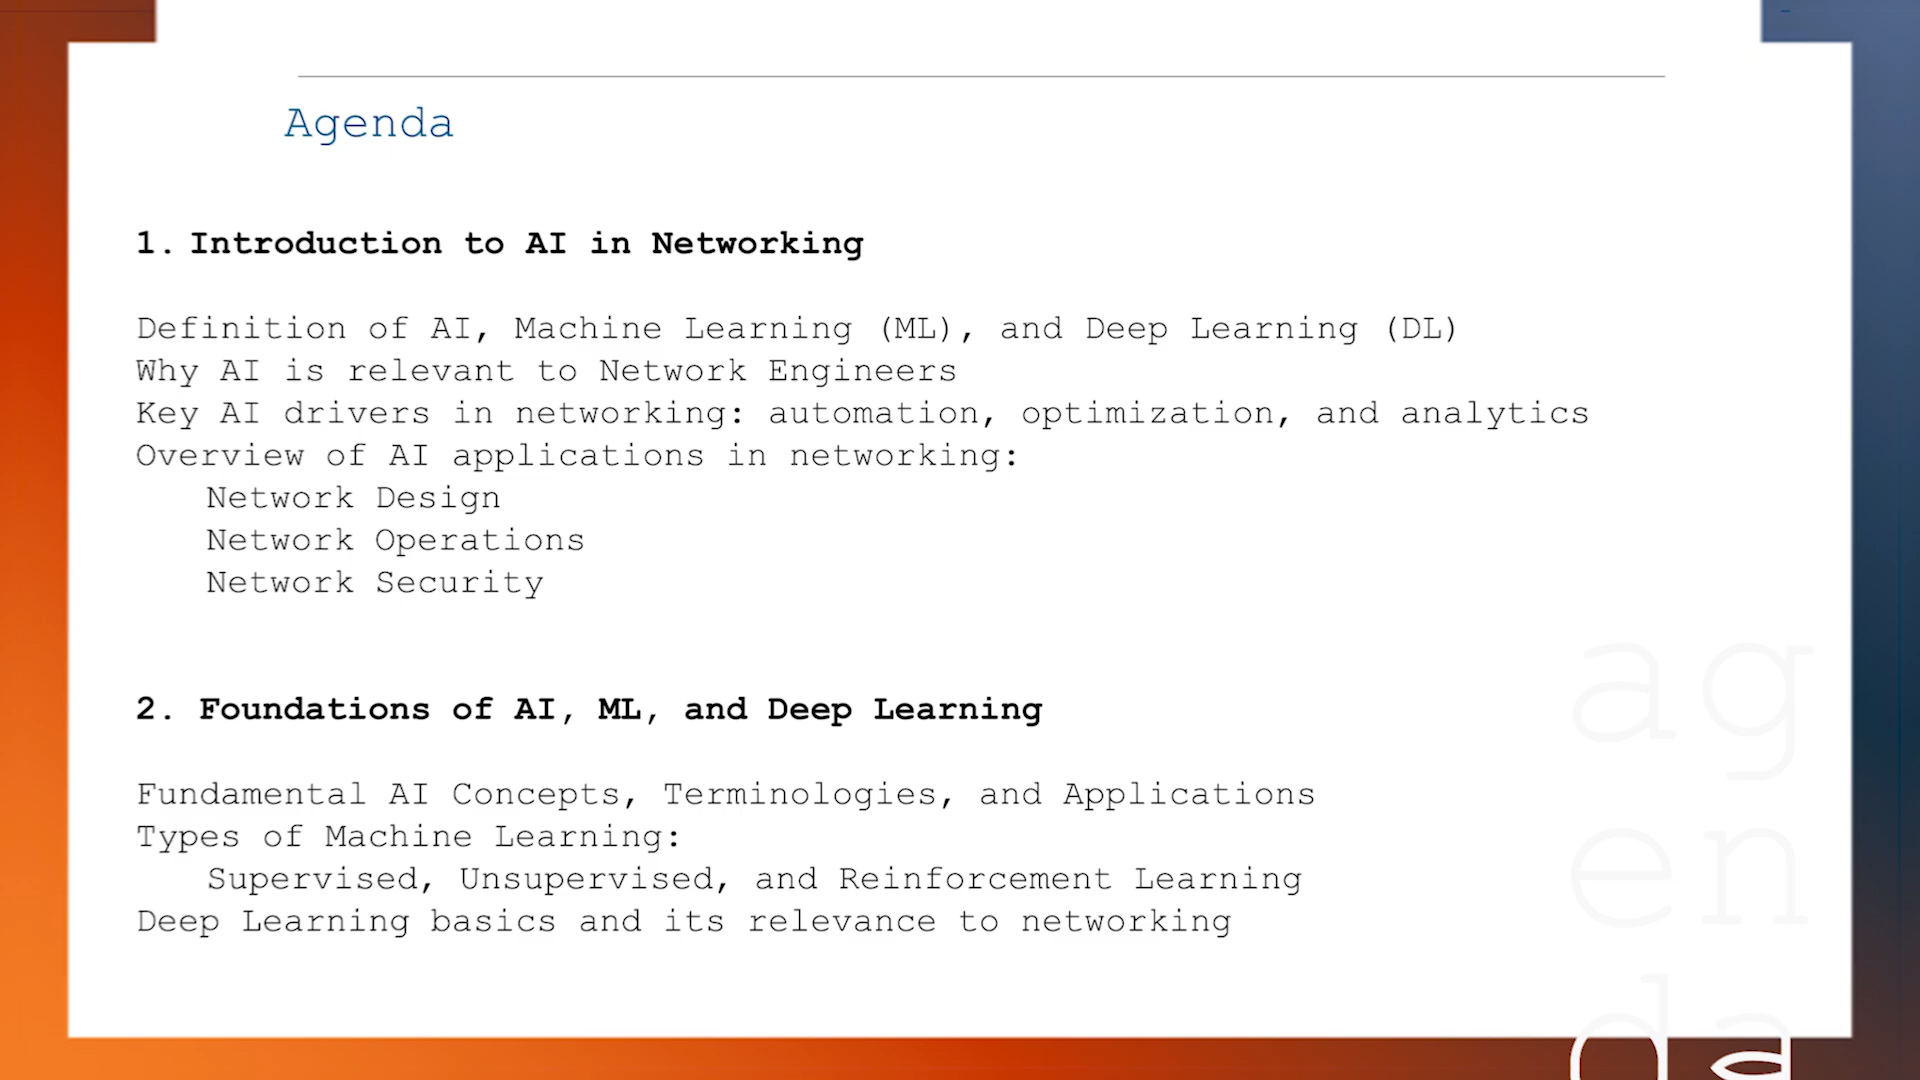 Agenda
1. Introduction to AI in Networking
Definition of AI, Machine Learning (ML), and Deep Learning (DL)
Why AI is relevant to Network Engineers
Key AI drivers in networking: automation, optimization, and analytics
Overview of AI applications in networking:
Network Design
Network Operations
Network Security
2. Foundations of AI, ML, and Deep Learning
Fundamental AI Concepts, Terminologies, and Applications
Types of Machine Learning:
Supervised, Unsupervised, and Reinforcement Learning
Deep Learning basics and its relevance to networking
ag
en
da